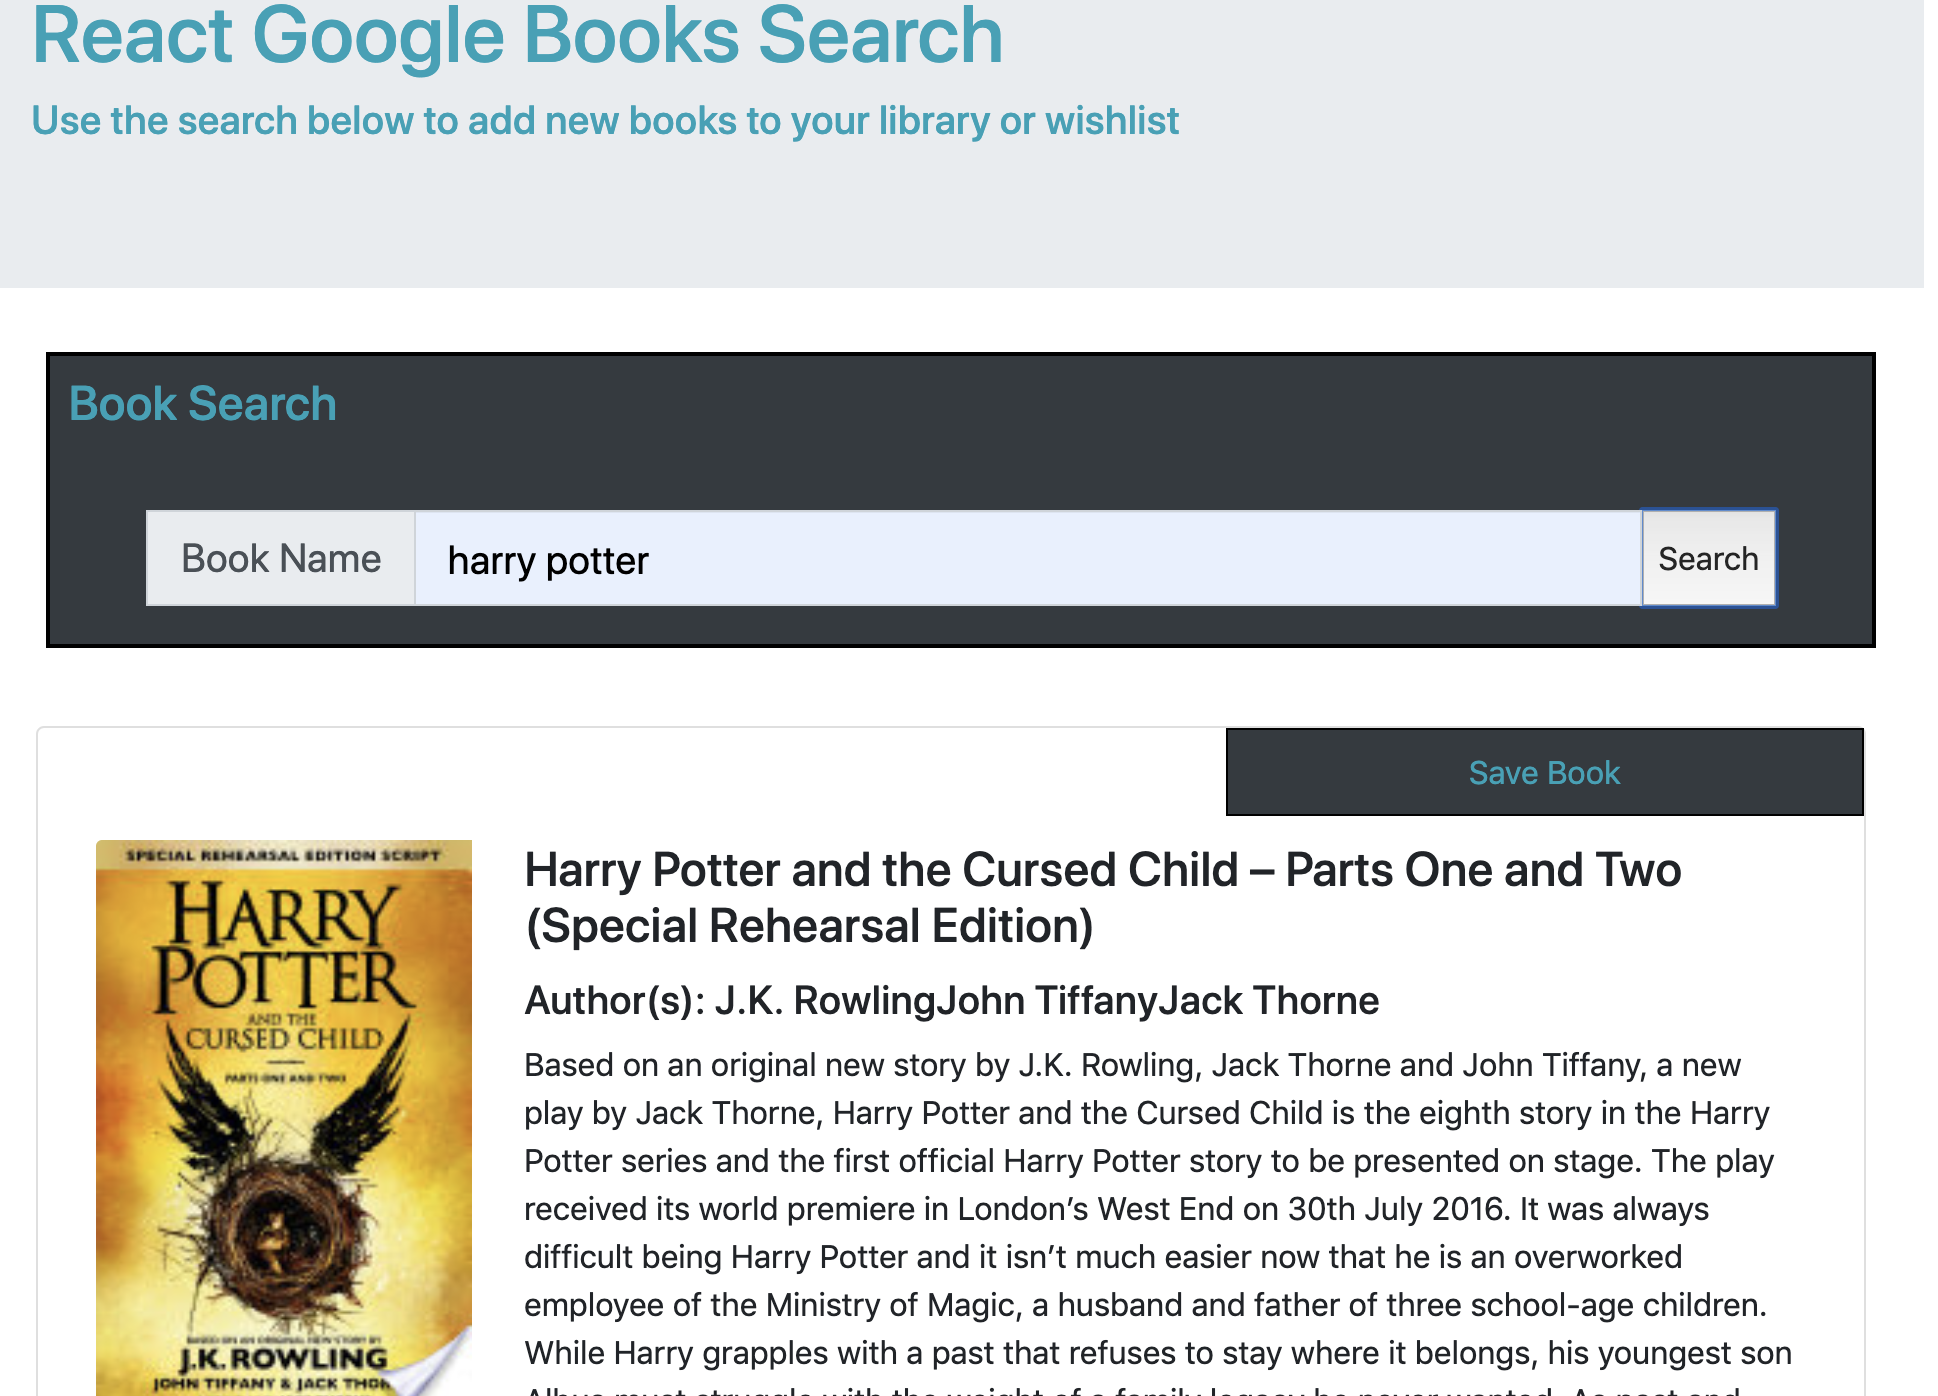 React Google Books Search
Use the search below to add new books to your library or wishlist
Book Search
Book Name
harry potter
Search
Save Book
SPECIAL REHEARSAL EDITION SCRIPT
HARRY
POTTER
AND THE
CURSED CHILD
PARTS ONE AND TWO
BASED ON AN ORIGINAL NEW STORY BY
J.K. ROWLING
JOHN TIFFANY & JACK
Harry Potter and the Cursed Child – Parts One and Two
(Special Rehearsal Edition)
Author(s): J.K. RowlingJohn TiffanyJack Thorne
Based on an original new story by J.K. Rowling, Jack Thorne and John Tiffany, a new
play by Jack Thorne, Harry Potter and the Cursed Child is the eighth story in the Harry
Potter series and the first official Harry Potter story to be presented on stage. The play
received its world premiere in London’s West End on 30th July 2016. It was always
difficult being Harry Potter and it isn’t much easier now that he is an overworked
employee of the Ministry of Magic, a husband and father of three school-age children.
While Harry grapples with a past that refuses to stay where it belongs, his youngest son